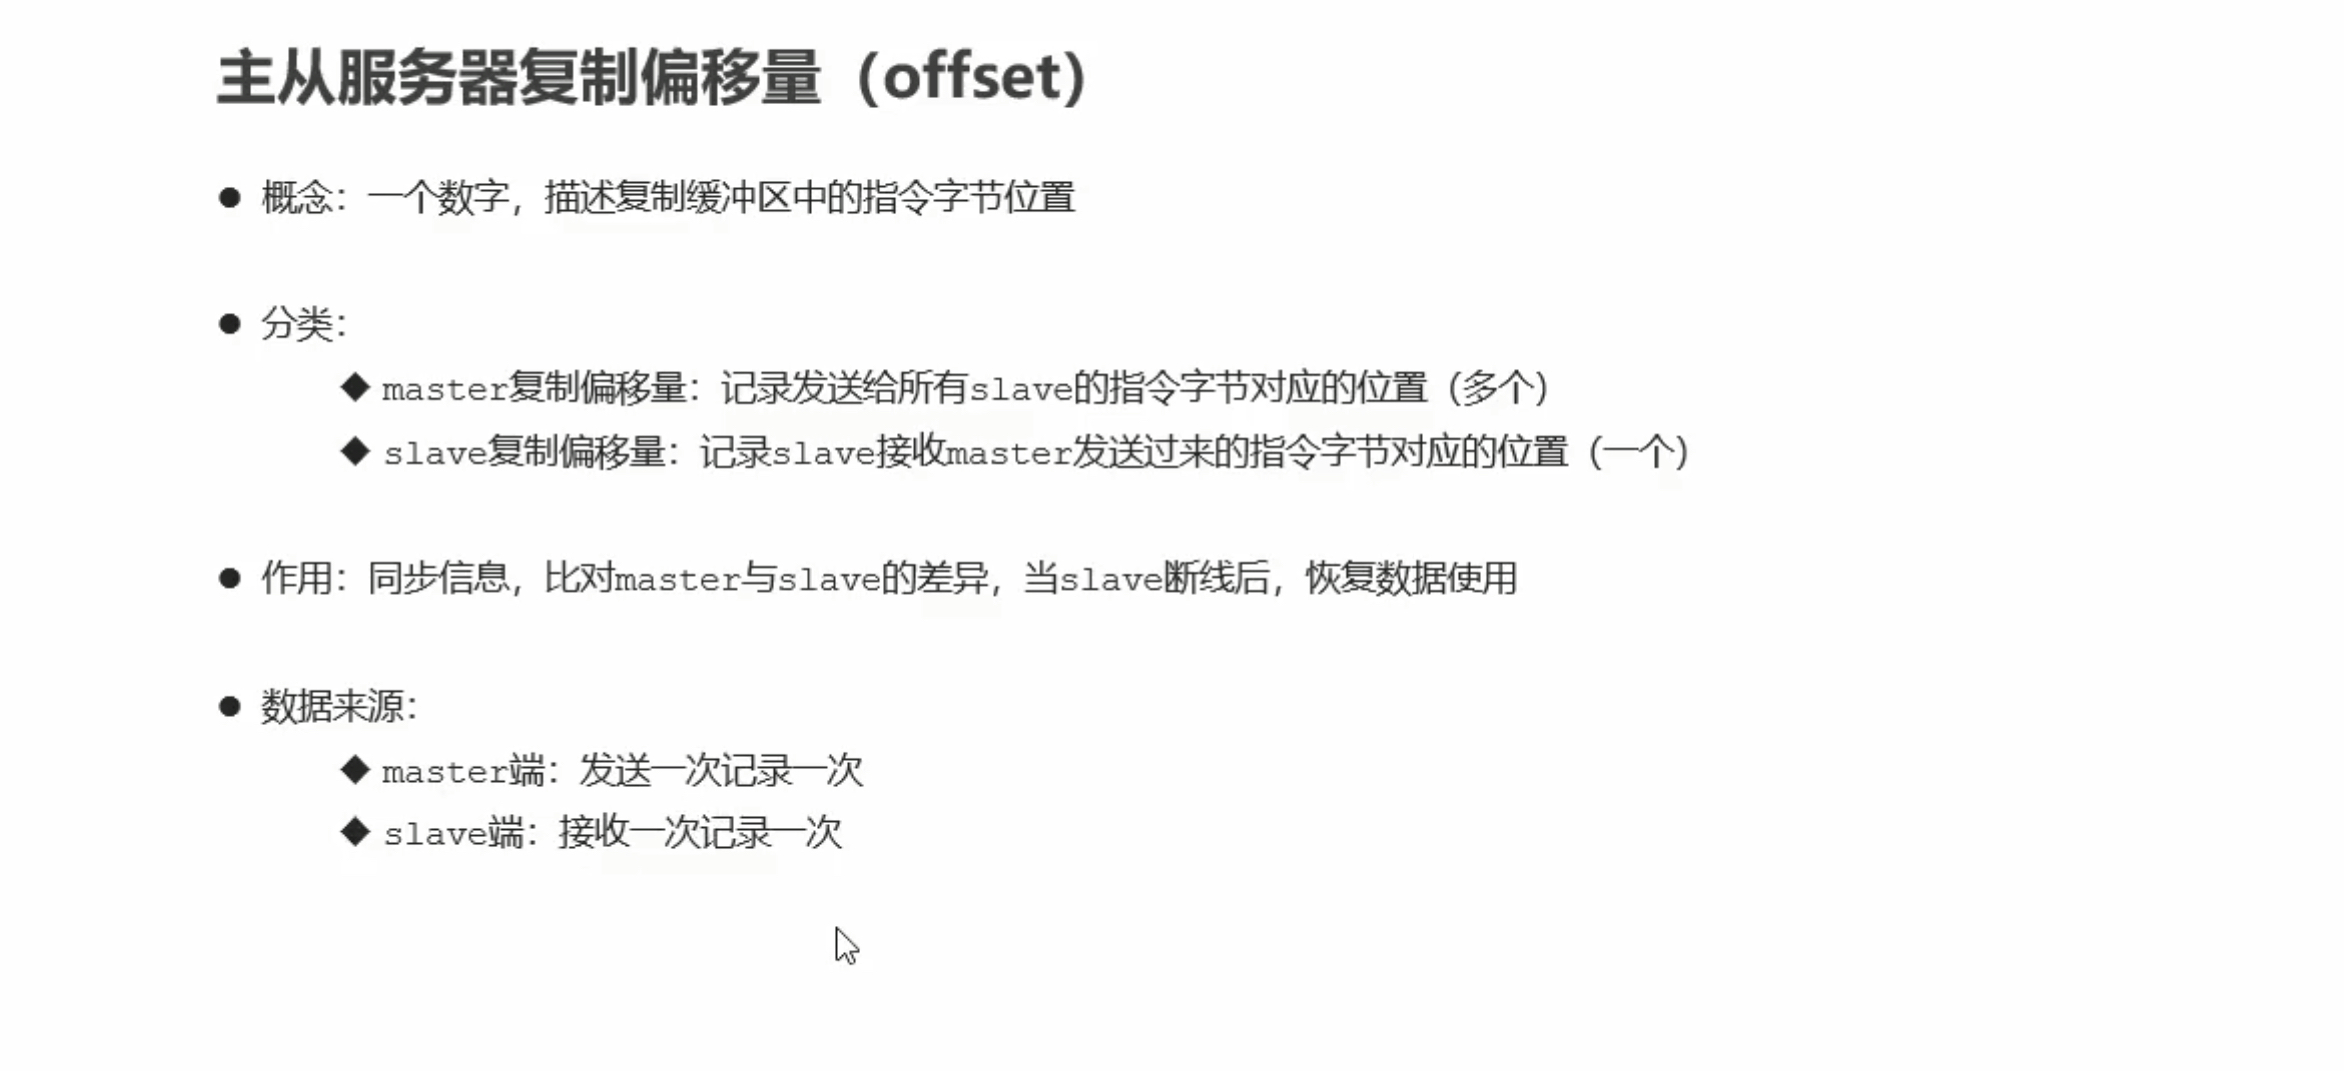 主从服务器复制偏移量（offset）
● 概念：一个数字，描述复制缓冲区中的指令字节位置
● 分类：
◆ master复制偏移量：记录发送给所有slave的指令字节对应的位置（多个）
◆ slave复制偏移量：记录slave接收master发送过来的指令字节对应的位置（一个）
● 作用：同步信息，比对master与slave的差异，当slave断线后，恢复数据使用
● 数据来源：
◆ master端：发送一次记录一次
◆ slave端：接收一次记录一次